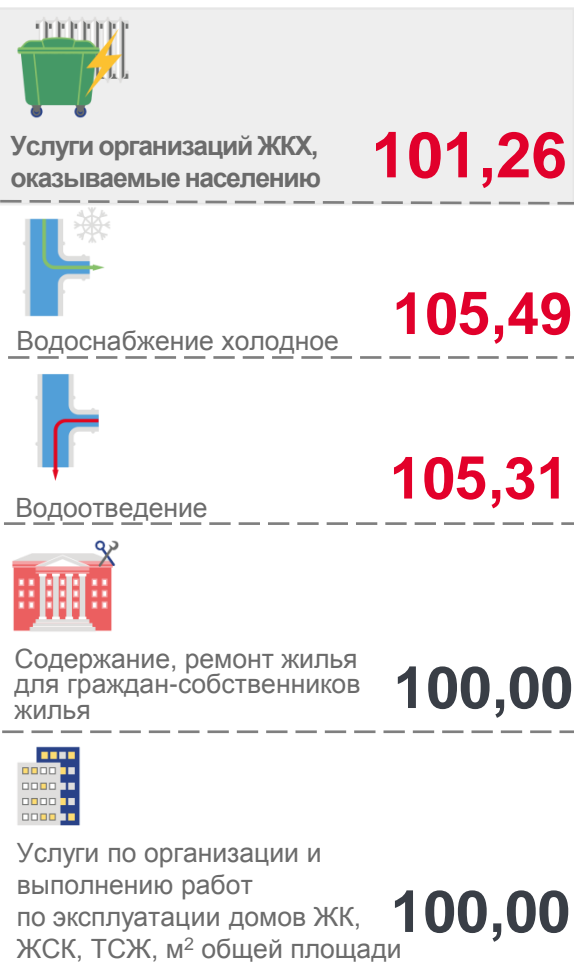 Услуги организаций ЖКХ,
оказываемые населению
101,26
Водоснабжение холодное
105,49
Водоотведение
105,31
Содержание, ремонт жилья
для граждан-собственников
жилья
100,00
Услуги по организации и
выполнению работ
по эксплуатации домов ЖК,
ЖСК, ТСЖ, м² общей площади
100,00